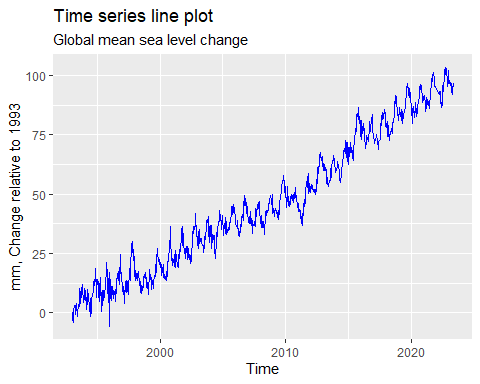 Time series line plot
Global mean sea level change
mm, Change relative to 1993
100
75
50
25
0
2000 2010 2020
Time